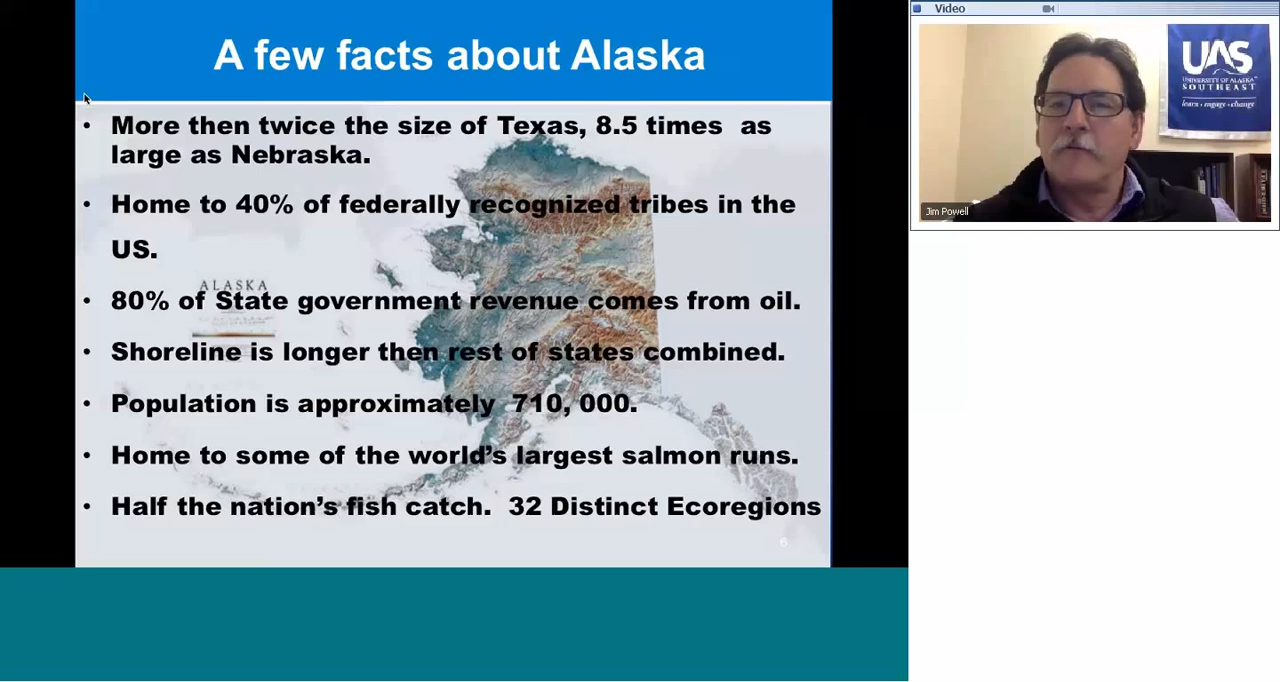 A few facts about Alaska
• More then twice the size of Texas, 8.5 times as
large as Nebraska.
• Home to 40% of federally recognized tribes in the
US.
ALASKA
• 80% of State government revenue comes from oil.
• Shoreline is longer then rest of states combined.
• Population is approximately 710, 000.
• Home to some of the world's largest salmon runs.
• Half the nation's fish catch. 32 Distinct Ecoregions
6
Video
UAS
UNIVERSITY OF ALASKA
SOUTHEAST
learn • engage • change
Jim Powell